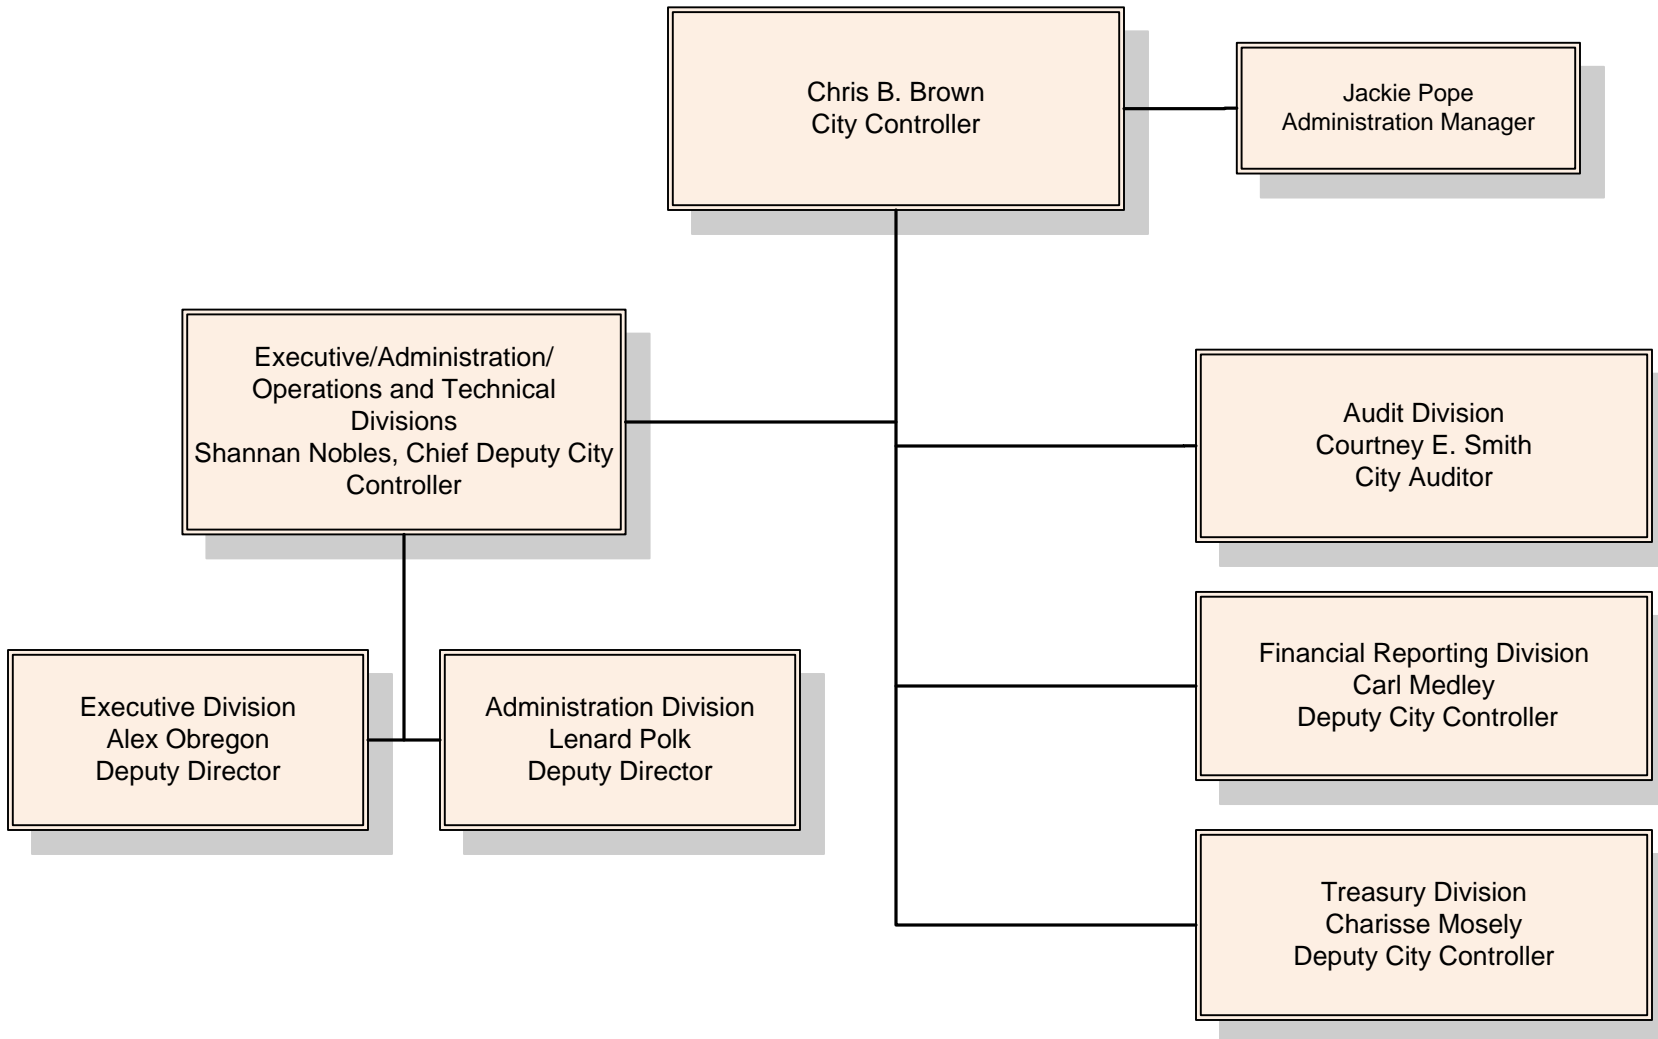 Chris B. Brown
City Controller
Jackie Pope
Administration Manager
Executive/Administration/
Operations and Technical
Divisions
Shannan Nobles, Chief Deputy City
Controller
Audit Division
Courtney E. Smith
City Auditor
Financial Reporting Division
Carl Medley
Deputy City Controller
Executive Division
Alex Obregon
Deputy Director
Administration Division
Lenard Polk
Deputy Director
Treasury Division
Charisse Mosely
Deputy City Controller